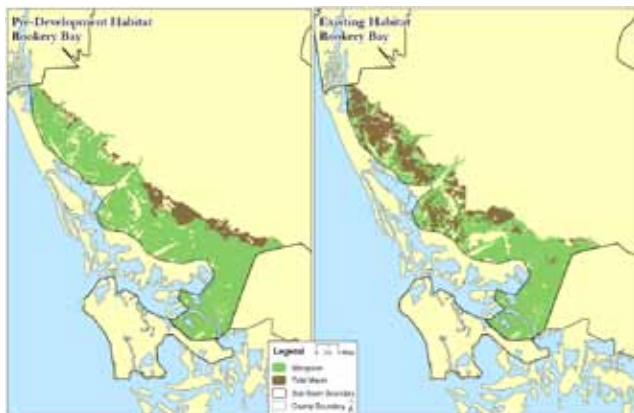 Pre-Development Habitat
Rookery Bay
Existing Habitat
Rookery Bay
Legend
Mangrove
Tidal Marsh
Sub-Basin Boundary
County Boundary